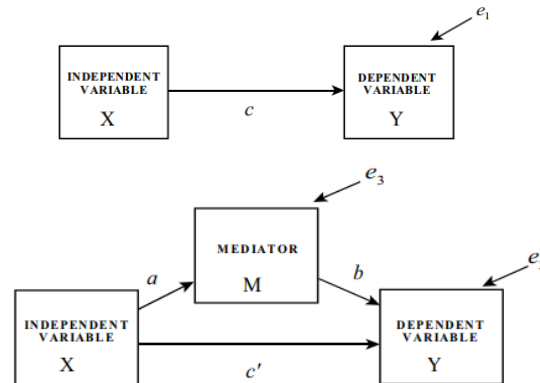 e₁
INDEPENDENT DEPENDENT
VARIABLE VARIABLE
X c Y
e₃
MEDIATOR
a M b
INDEPENDENT DEPENDENT
VARIABLE VARIABLE
X c' Y